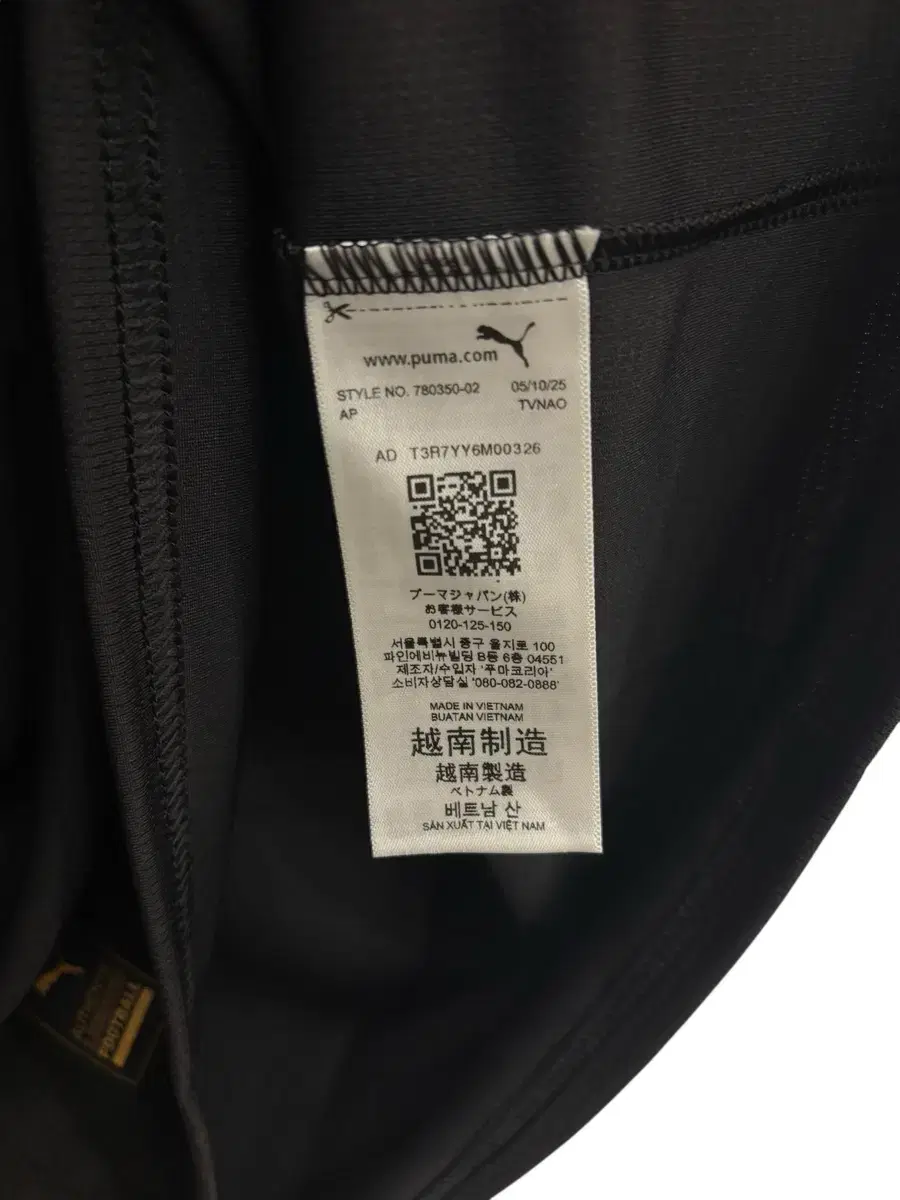 www.puma.com
STYLE NO. 780350-02 05/10/25
AP TVNAO
AD T3R7YY6M00326
プーマジャパン(株)
お客様サービス
0120-125-150
서울특별시 중구 을지로 100
파인에비뉴빌딩 B동 6층 04551
제조자/수입자 '푸마코리아'
소비자상담실 '080-082-0888'
MADE IN VIETNAM
BUATAN VIETNAM
越南制造
越南製造
ベトナム製
베트남 산
SẢN XUẤT TẠI VIỆT NAM
FOOTBALL